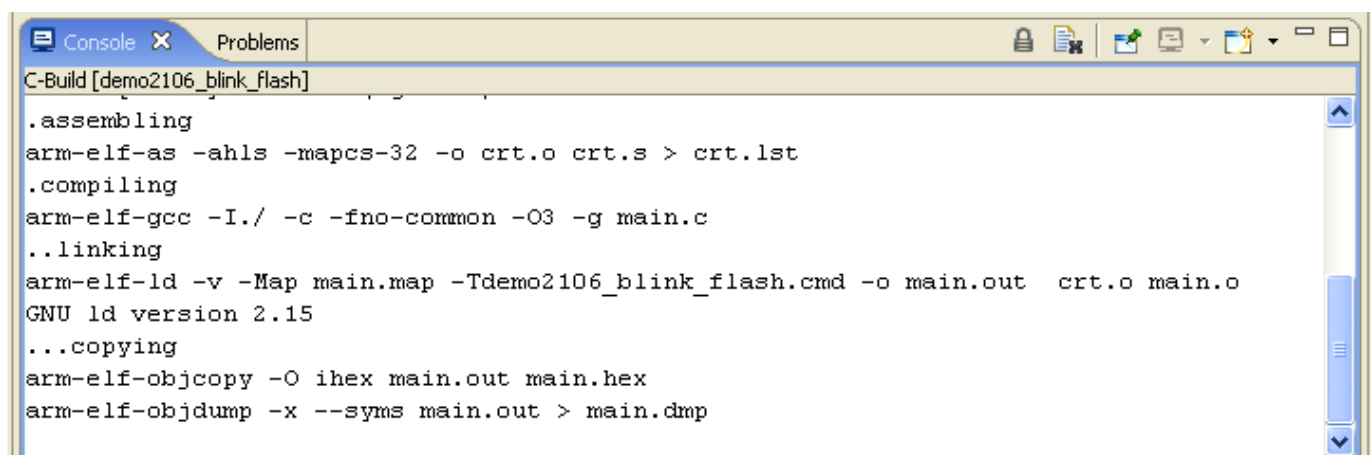 Console Problems
C-Build [demo2106_blink_flash]
.assembling
arm-elf-as -ahls -mapcs-32 -o crt.o crt.s > crt.lst
.compiling
arm-elf-gcc -I./ -c -fno-common -O3 -g main.c
..linking
arm-elf-ld -v -Map main.map -Tdemo2106_blink_flash.cmd -o main.out  crt.o main.o
GNU ld version 2.15
...copying
arm-elf-objcopy -O ihex main.out main.hex
arm-elf-objdump -x --syms main.out > main.dmp